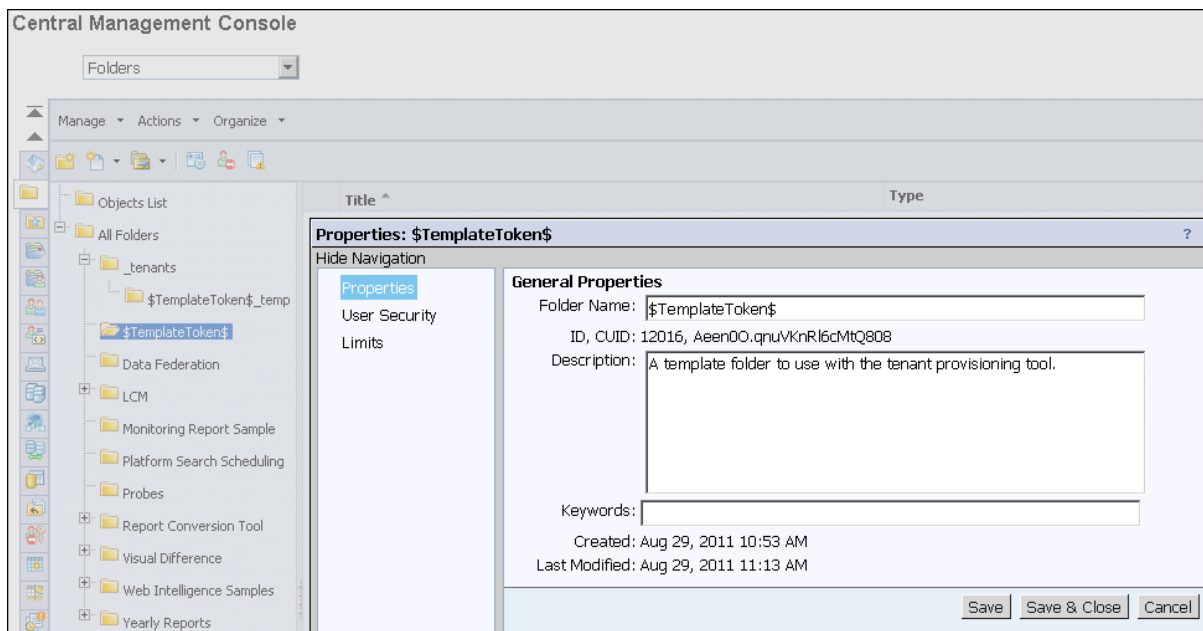 Central Management Console
Folders
Manage Actions Organize
Objects List
All Folders
_tenants
$TemplateToken$_temp
$TemplateToken$
Data Federation
LCM
Monitoring Report Sample
Platform Search Scheduling
Probes
Report Conversion Tool
Visual Difference
Web Intelligence Samples
Yearly Reports
Title Type
Properties: $TemplateToken$ ?
Hide Navigation
Properties
User Security
Limits
General Properties
Folder Name: $TemplateToken$
ID, CUID: 12016, Aeen0O.qnuVKnRl6cMtQ808
Description: A template folder to use with the tenant provisioning tool.
Keywords:
Created: Aug 29, 2011 10:53 AM
Last Modified: Aug 29, 2011 11:13 AM
Save Save & Close Cancel